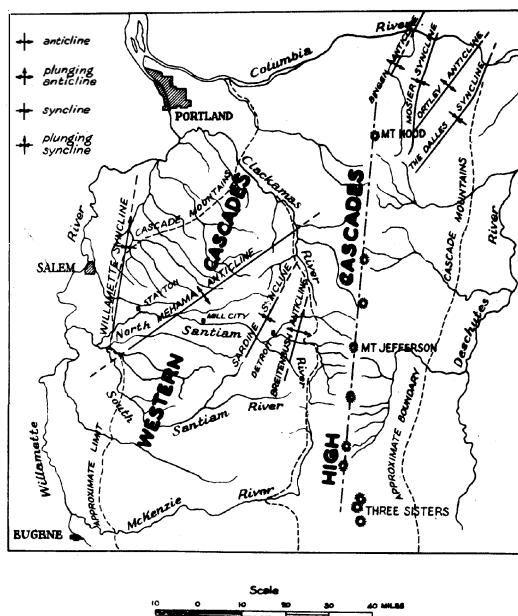 anticline
plunging
anticline
syncline
plunging
syncline
Columbia
River
BINGEN ANTICLINE
MOSIER SYNCLINE
ORTLEY ANTICLINE
THE DALLES SYNCLINE
PORTLAND
MT HOOD
Clackamas
River
CASCADE MOUNTAINS
WESTERN CASCADES
HIGH CASCADES
CASCADE MOUNTAINS
River
WILLAMETTE SYNCLINE
SALEM
STAYTON
MEHAMA ANTICLINE
North Santiam
River
MILL CITY
SARDINE SYNCLINE
DETROIT
BREITENBUSH ANTICLINE
MT JEFFERSON
Deschutes
River
South Santiam River
Willamette
APPROXIMATE LIMIT
APPROXIMATE BOUNDARY
McKenzie River
EUGENE
THREE SISTERS
Scale
10 0 10 20 30 40 MILES